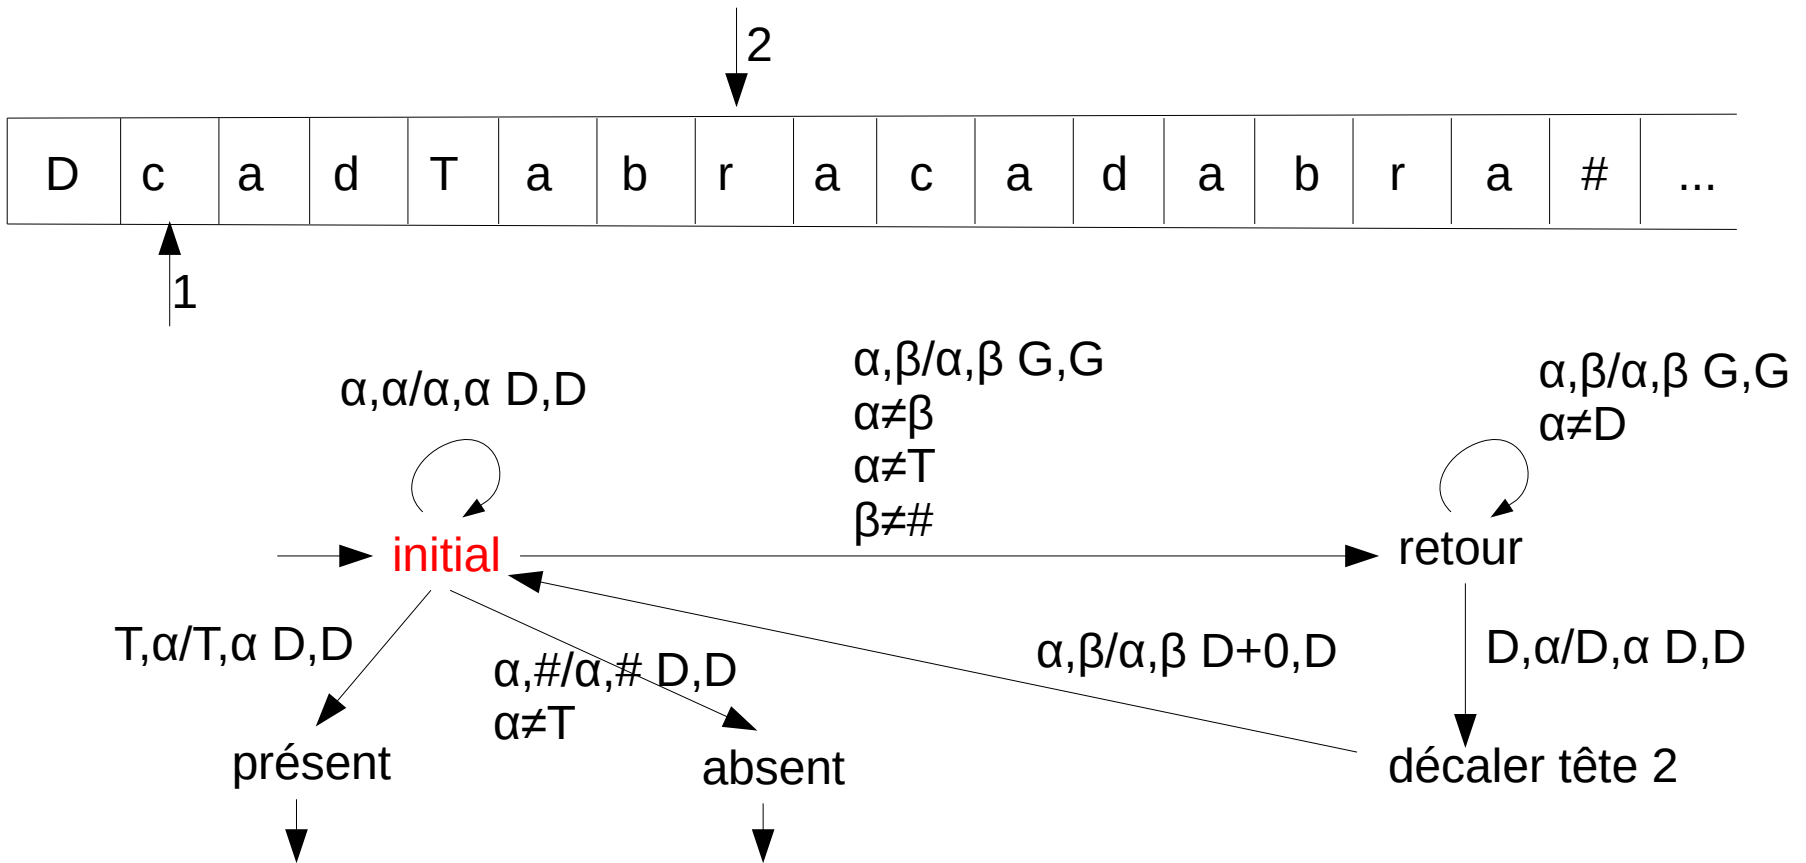 2
D c a d T a b r a c a d a b r a # ...
1
α,β/α,β G,G
α≠β
α≠T
β≠#
α,β/α,β G,G
α≠D
α,α/α,α D,D
initial
retour
T,α/T,α D,D
α,#/α,# D,D
α≠T
α,β/α,β D+0,D
D,α/D,α D,D
présent
absent
décaler tête 2